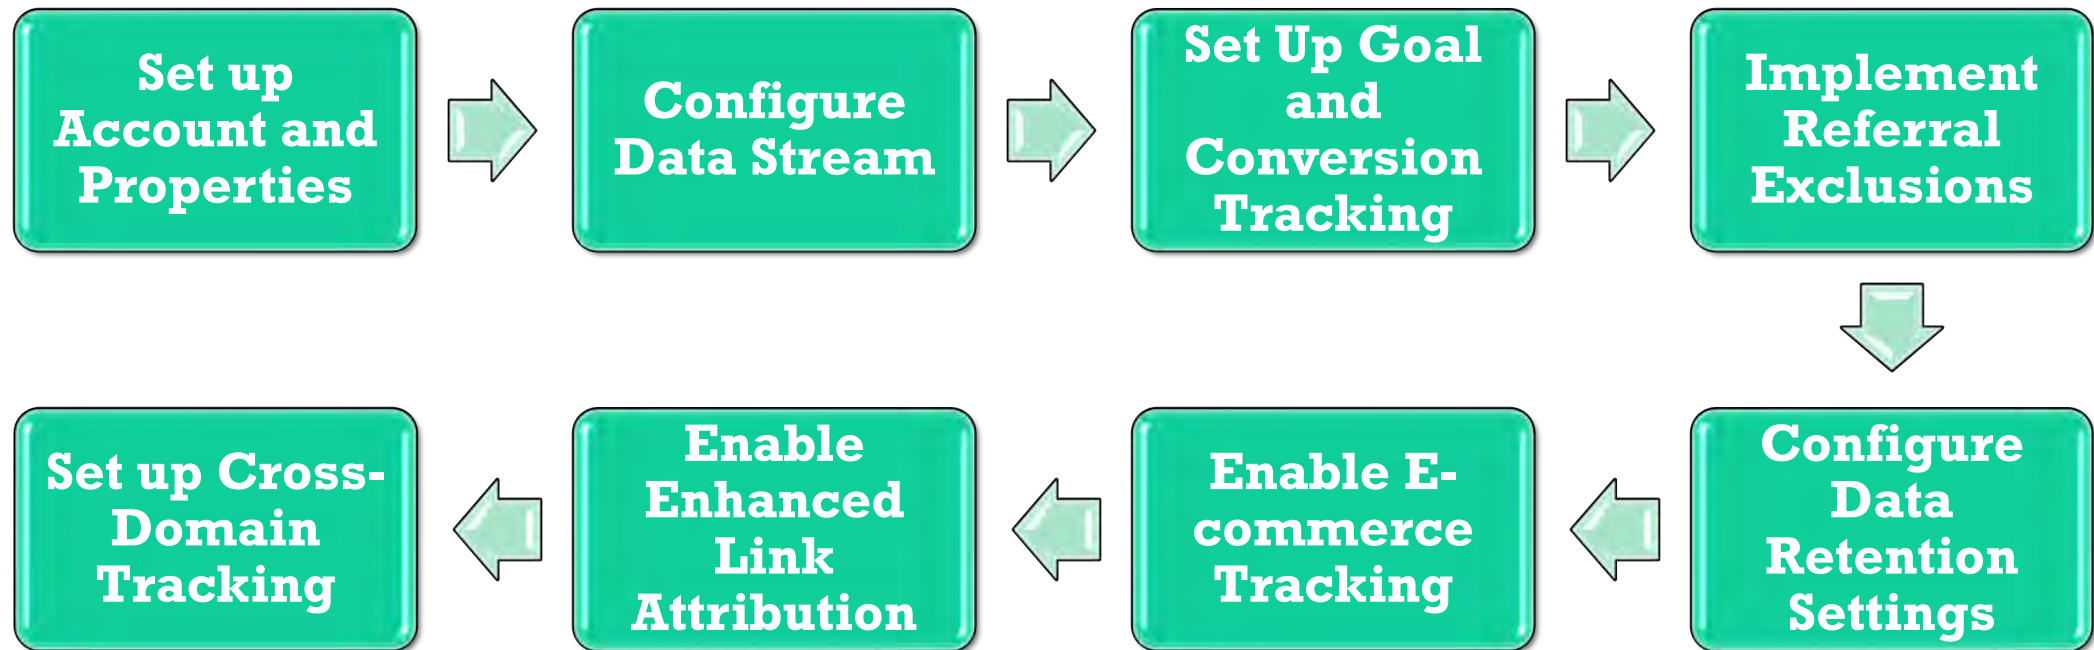 Set up
Account and
Properties
Configure
Data Stream
Set Up Goal
and
Conversion
Tracking
Implement
Referral
Exclusions
Configure
Data
Retention
Settings
Enable E-
commerce
Tracking
Enable
Enhanced
Link
Attribution
Set up Cross-
Domain
Tracking